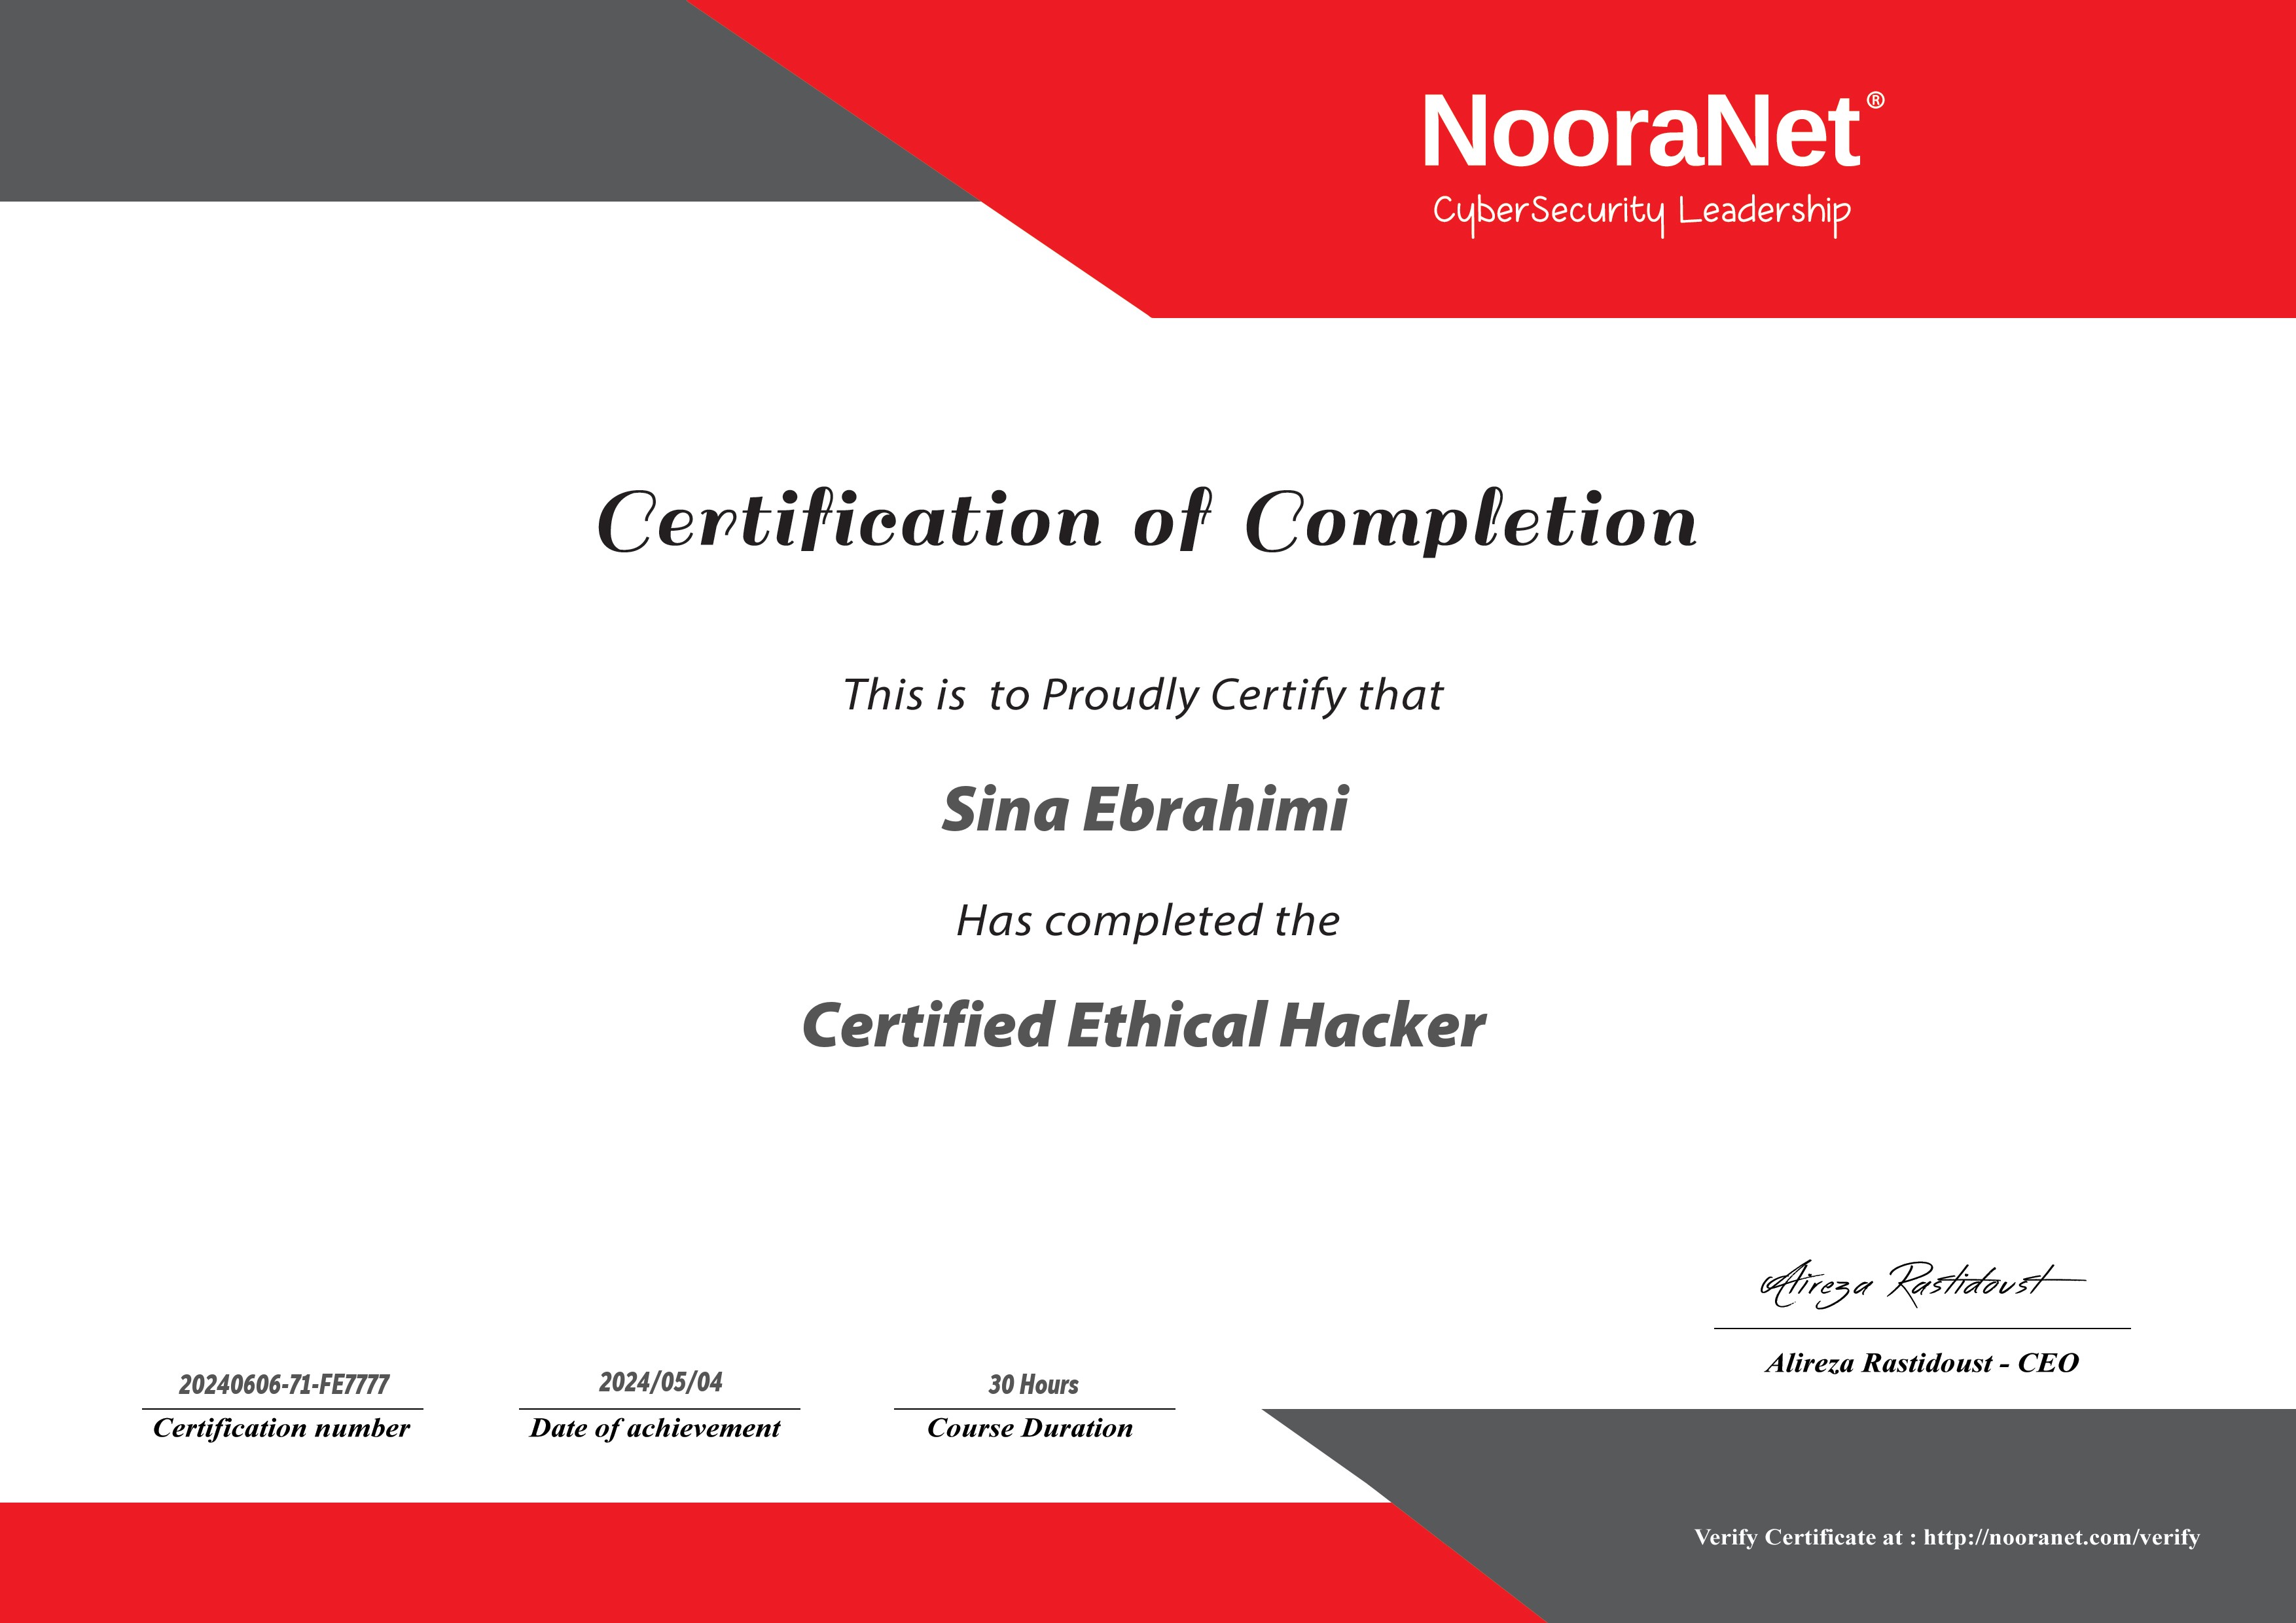 NooraNet®
CyberSecurity Leadership
Certification of Completion
This is to Proudly Certify that
Sina Ebrahimi
Has completed the
Certified Ethical Hacker
Alireza Rastidoust
Alireza Rastidoust - CEO
20240606-71-FE7777
Certification number
2024/05/04
Date of achievement
30 Hours
Course Duration
Verify Certificate at : http://nooranet.com/verify